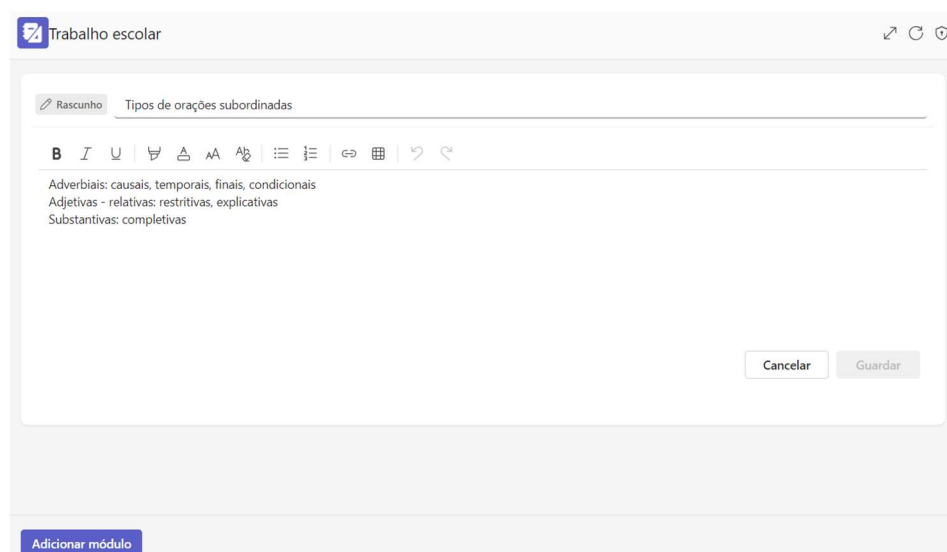 Trabalho escolar
Rascunho
Tipos de orações subordinadas
Adverbiais: causais, temporais, finais, condicionais
Adjetivas - relativas: restritivas, explicativas
Substantivas: completivas
Cancelar
Guardar
Adicionar módulo